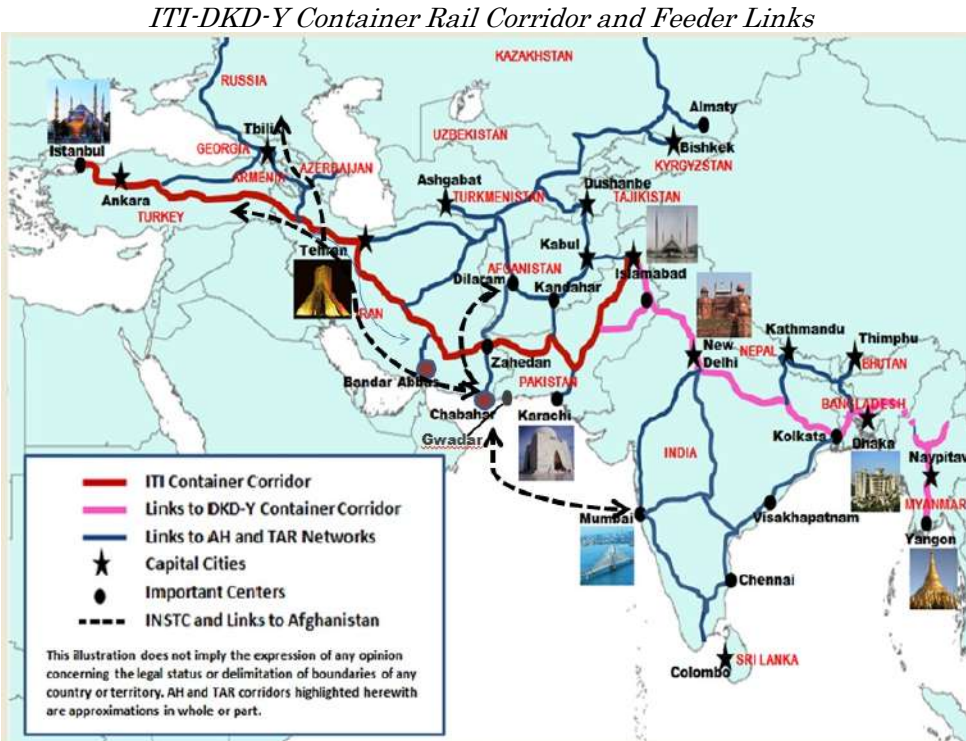 ITI-DKD-Y Container Rail Corridor and Feeder Links
KAZAKHSTAN
RUSSIA
Almaty
UZBEKISTAN
Bishkek
KYRGYZSTAN
Istanbul
GEORGIA
ARMENIA
AZERBAIJAN
Ankara
TURKEY
Ashgabat
TURKMENISTAN
Dushanbe
TAJIKISTAN
Kabul
Islamabad
Tehran
Dilaram
AFGANISTAN
Kandahar
Zahedan
PAKISTAN
New
Delhi
NEPAL
Kathmandu
Thimphu
BHUTAN
Bandar Abbas
Chabahar
Gwadar
Karachi
BANGLADESH
Kolkata
Dhaka
Naypitaw
INDIA
MYANMAR
Yangon
Mumbai
Visakhapatnam
Chennai
Colombo
SRI LANKA
ITI Container Corridor
Links to DKD-Y Container Corridor
Links to AH and TAR Networks
Capital Cities
Important Centers
INSTC and Links to Afghanistan
This illustration does not imply the expression of any opinion
concerning the legal status or delimitation of boundaries of any
country or territory. AH and TAR corridors highlighted herewith
are approximations in whole or part.